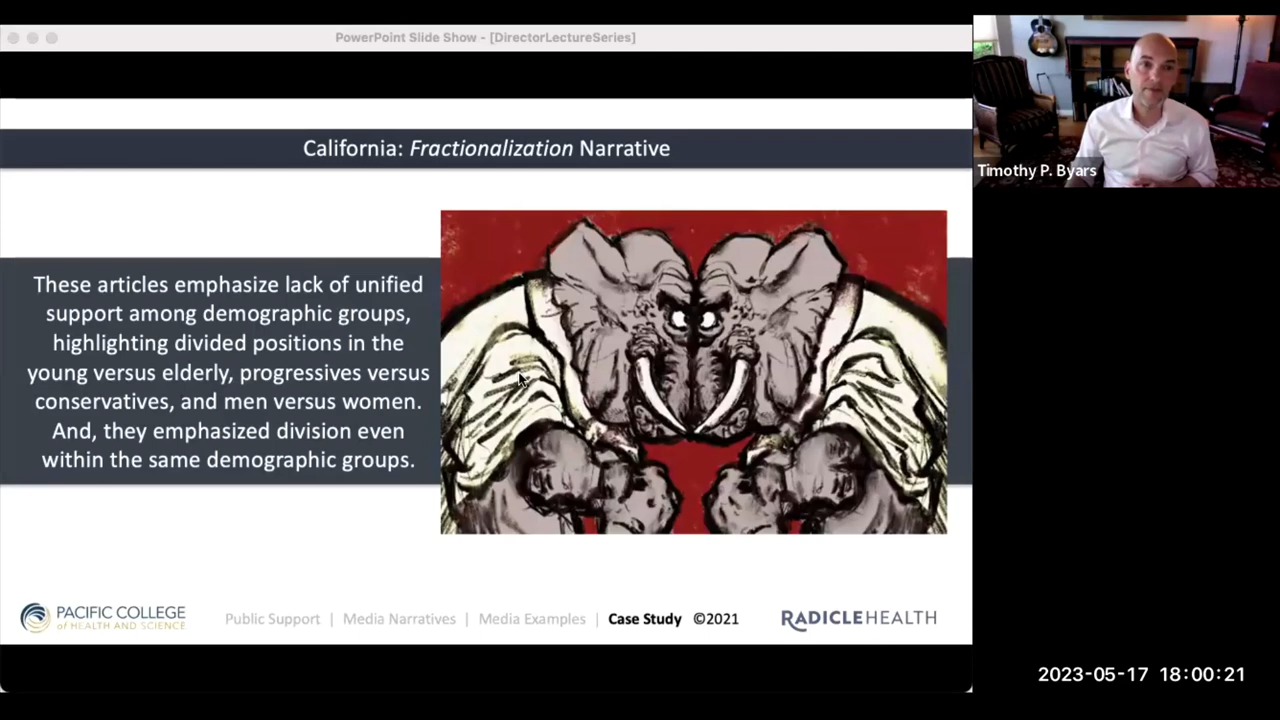 PowerPoint Slide Show - [DirectorLectureSeries]
California: Fractionalization Narrative
These articles emphasize lack of unified
support among demographic groups,
highlighting divided positions in the
young versus elderly, progressives versus
conservatives, and men versus women.
And, they emphasized division even
within the same demographic groups.
PACIFIC COLLEGE
of HEALTH AND SCIENCE
Public Support | Media Narratives | Media Examples | Case Study ©2021
RADICLEHEALTH
Timothy P. Byars
2023-05-17 18:00:21